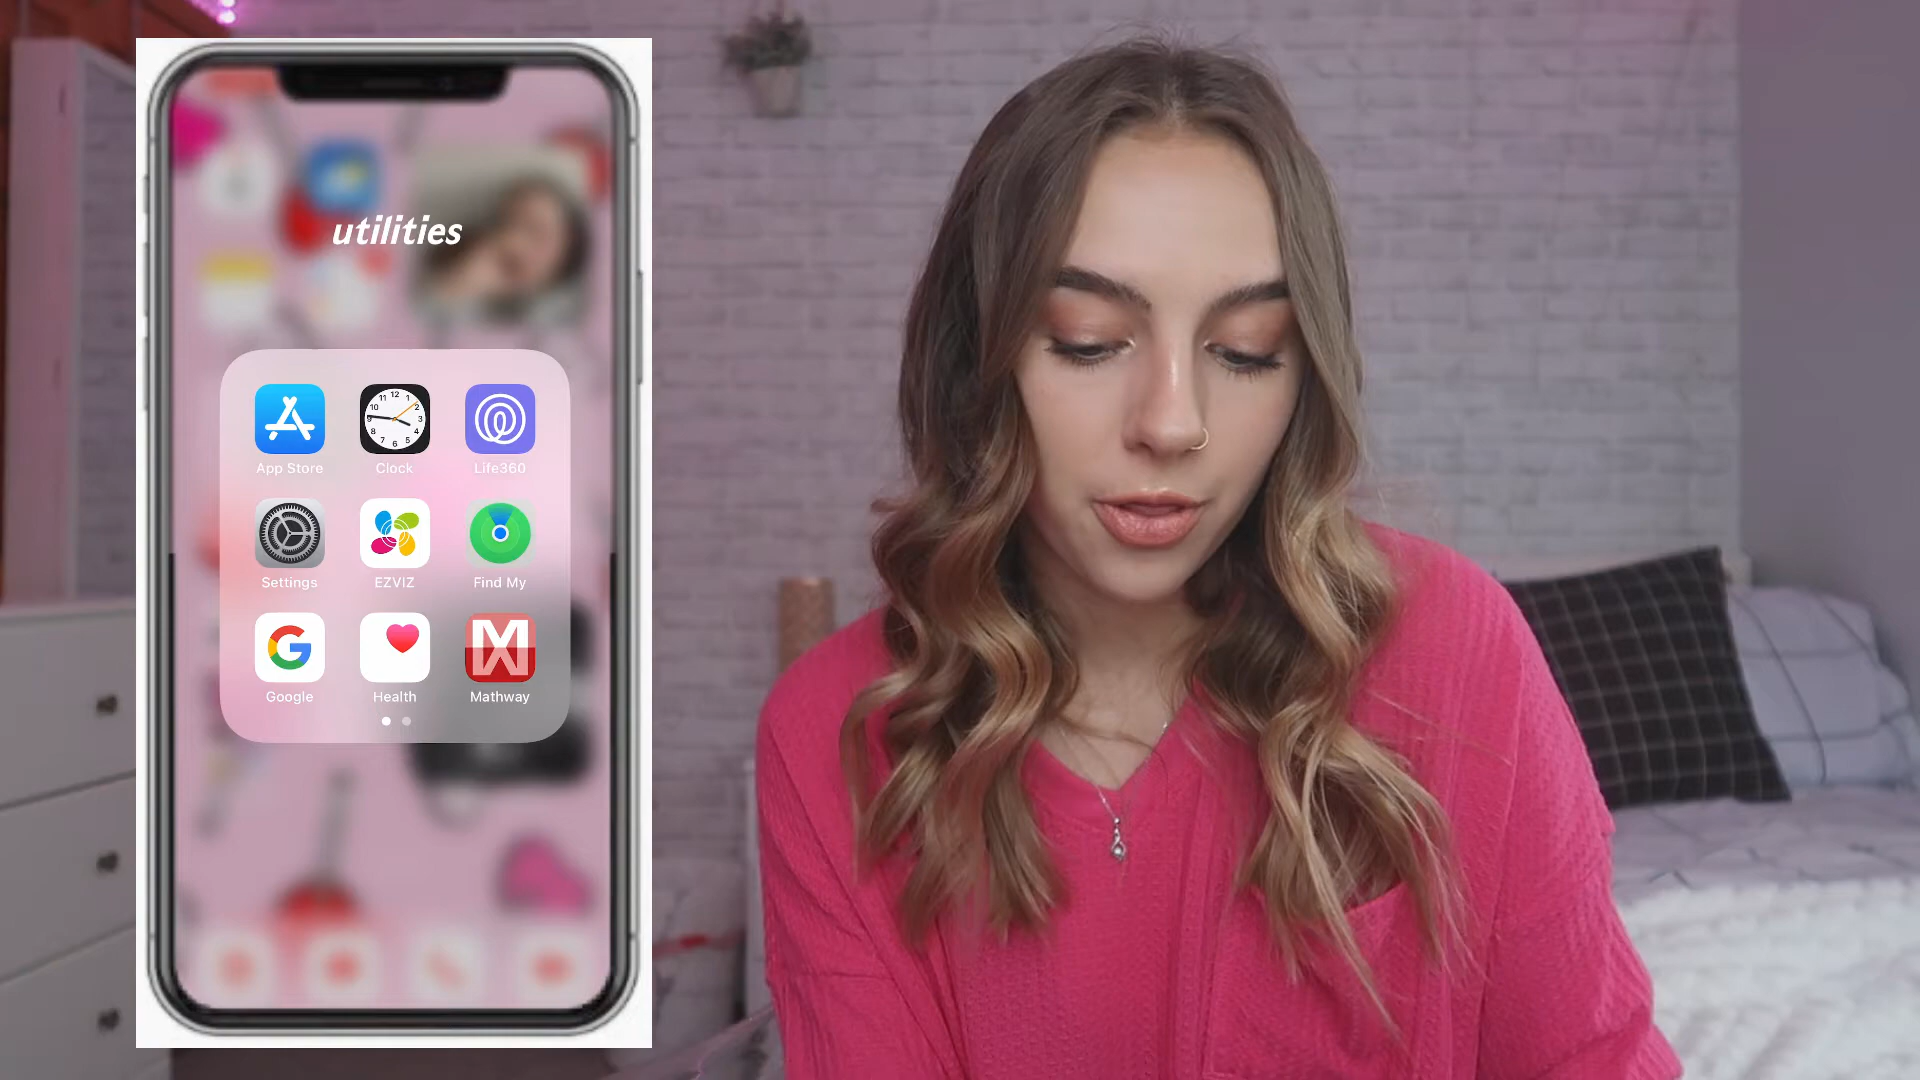 utilities
App Store
Clock
Life360
Settings
EZVIZ
Find My
Google
Health
Mathway